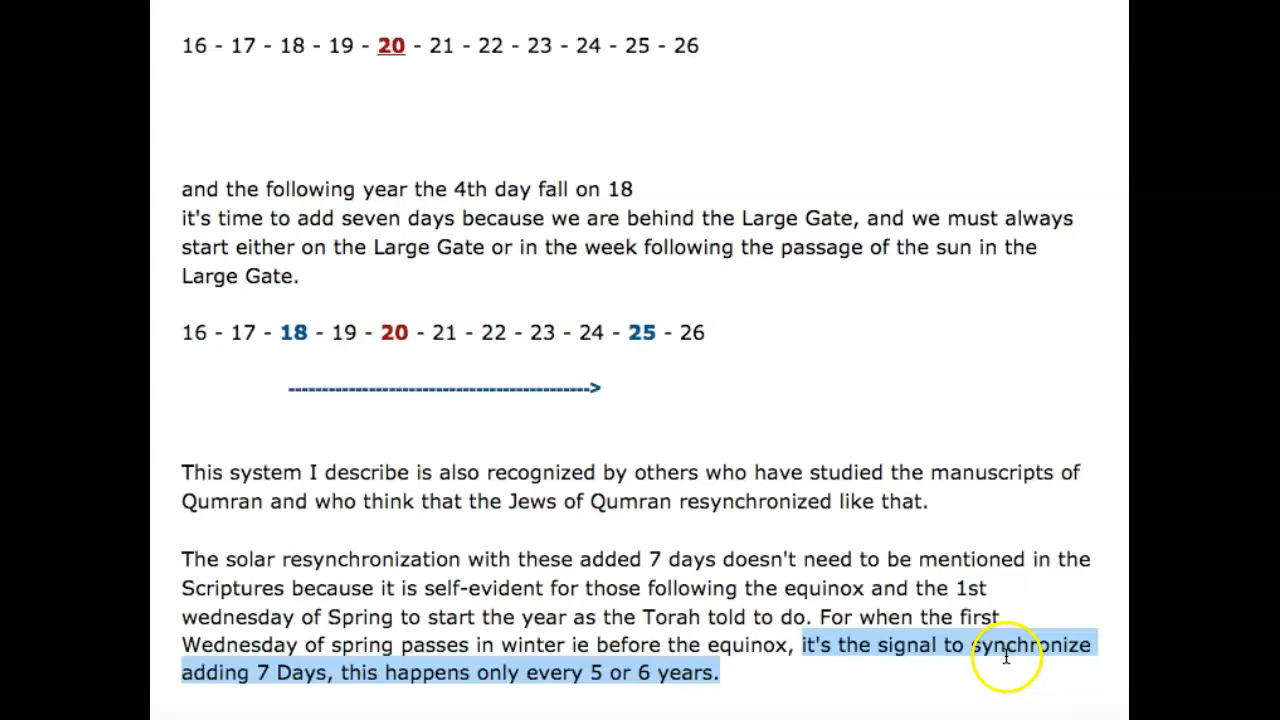 16 - 17 - 18 - 19 - 20 - 21 - 22 - 23 - 24 - 25 - 26
and the following year the 4th day fall on 18
it's time to add seven days because we are behind the Large Gate, and we must always
start either on the Large Gate or in the week following the passage of the sun in the
Large Gate.
16 - 17 - 18 - 19 - 20 - 21 - 22 - 23 - 24 - 25 - 26
-------------------------------------------->
This system I describe is also recognized by others who have studied the manuscripts of
Qumran and who think that the Jews of Qumran resynchronized like that.
The solar resynchronization with these added 7 days doesn't need to be mentioned in the
Scriptures because it is self-evident for those following the equinox and the 1st
wednesday of Spring to start the year as the Torah told to do. For when the first
Wednesday of spring passes in winter ie before the equinox, it's the signal to synchronize
adding 7 Days, this happens only every 5 or 6 years.